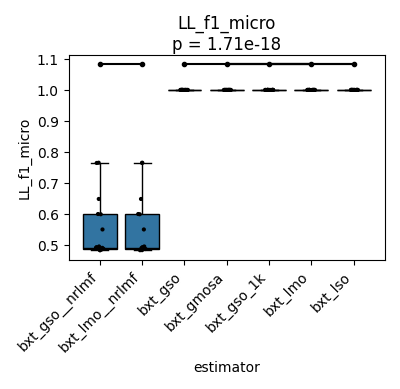 LL_f1_micro
p = 1.71e-18
LL_f1_micro
1.1
1.0
0.9
0.8
0.7
0.6
0.5
bxt_gso__nrlmf
bxt_lmo__nrlmf
bxt_gso
bxt_gmosa
bxt_gso_1k
bxt_lmo
bxt_lso
estimator